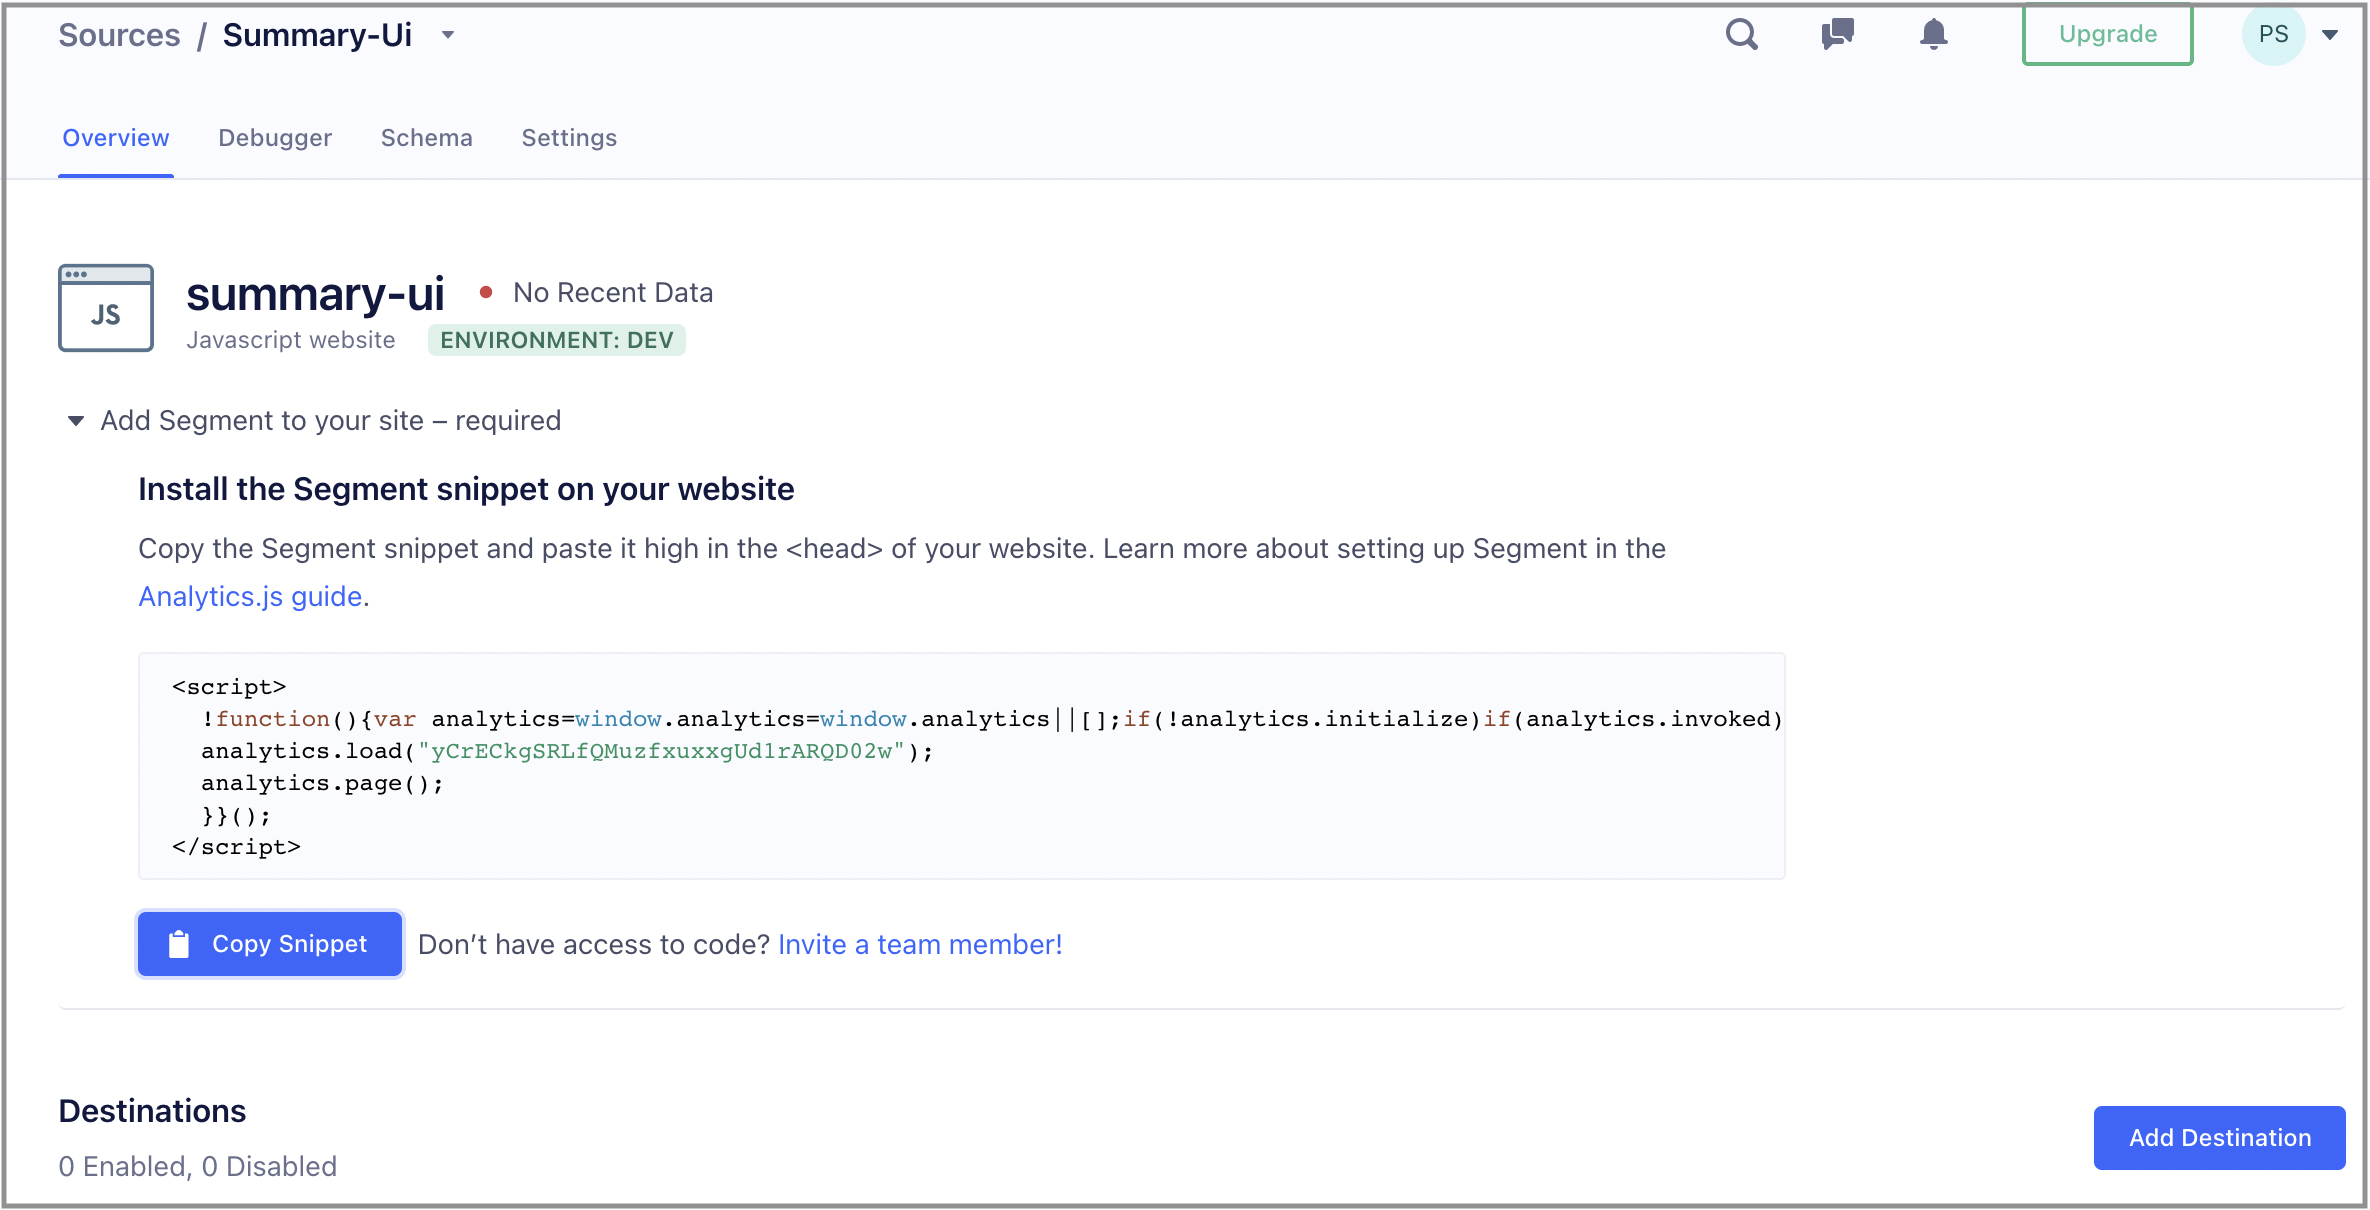 Sources / Summary-Ui
Upgrade
PS
Overview Debugger Schema Settings
JS
summary-ui No Recent Data
Javascript website ENVIRONMENT: DEV
Add Segment to your site – required
Install the Segment snippet on your website
Copy the Segment snippet and paste it high in the <head> of your website. Learn more about setting up Segment in the
Analytics.js guide.
<script>
!function(){var analytics=window.analytics=window.analytics||[];if(!analytics.initialize)if(analytics.invoked)
analytics.load("yCrECkgSRLfQMuzfxuxxgUd1rARQD02w");
analytics.page();
}}();
</script>
Copy Snippet Don’t have access to code? Invite a team member!
Destinations
Add Destination
0 Enabled, 0 Disabled